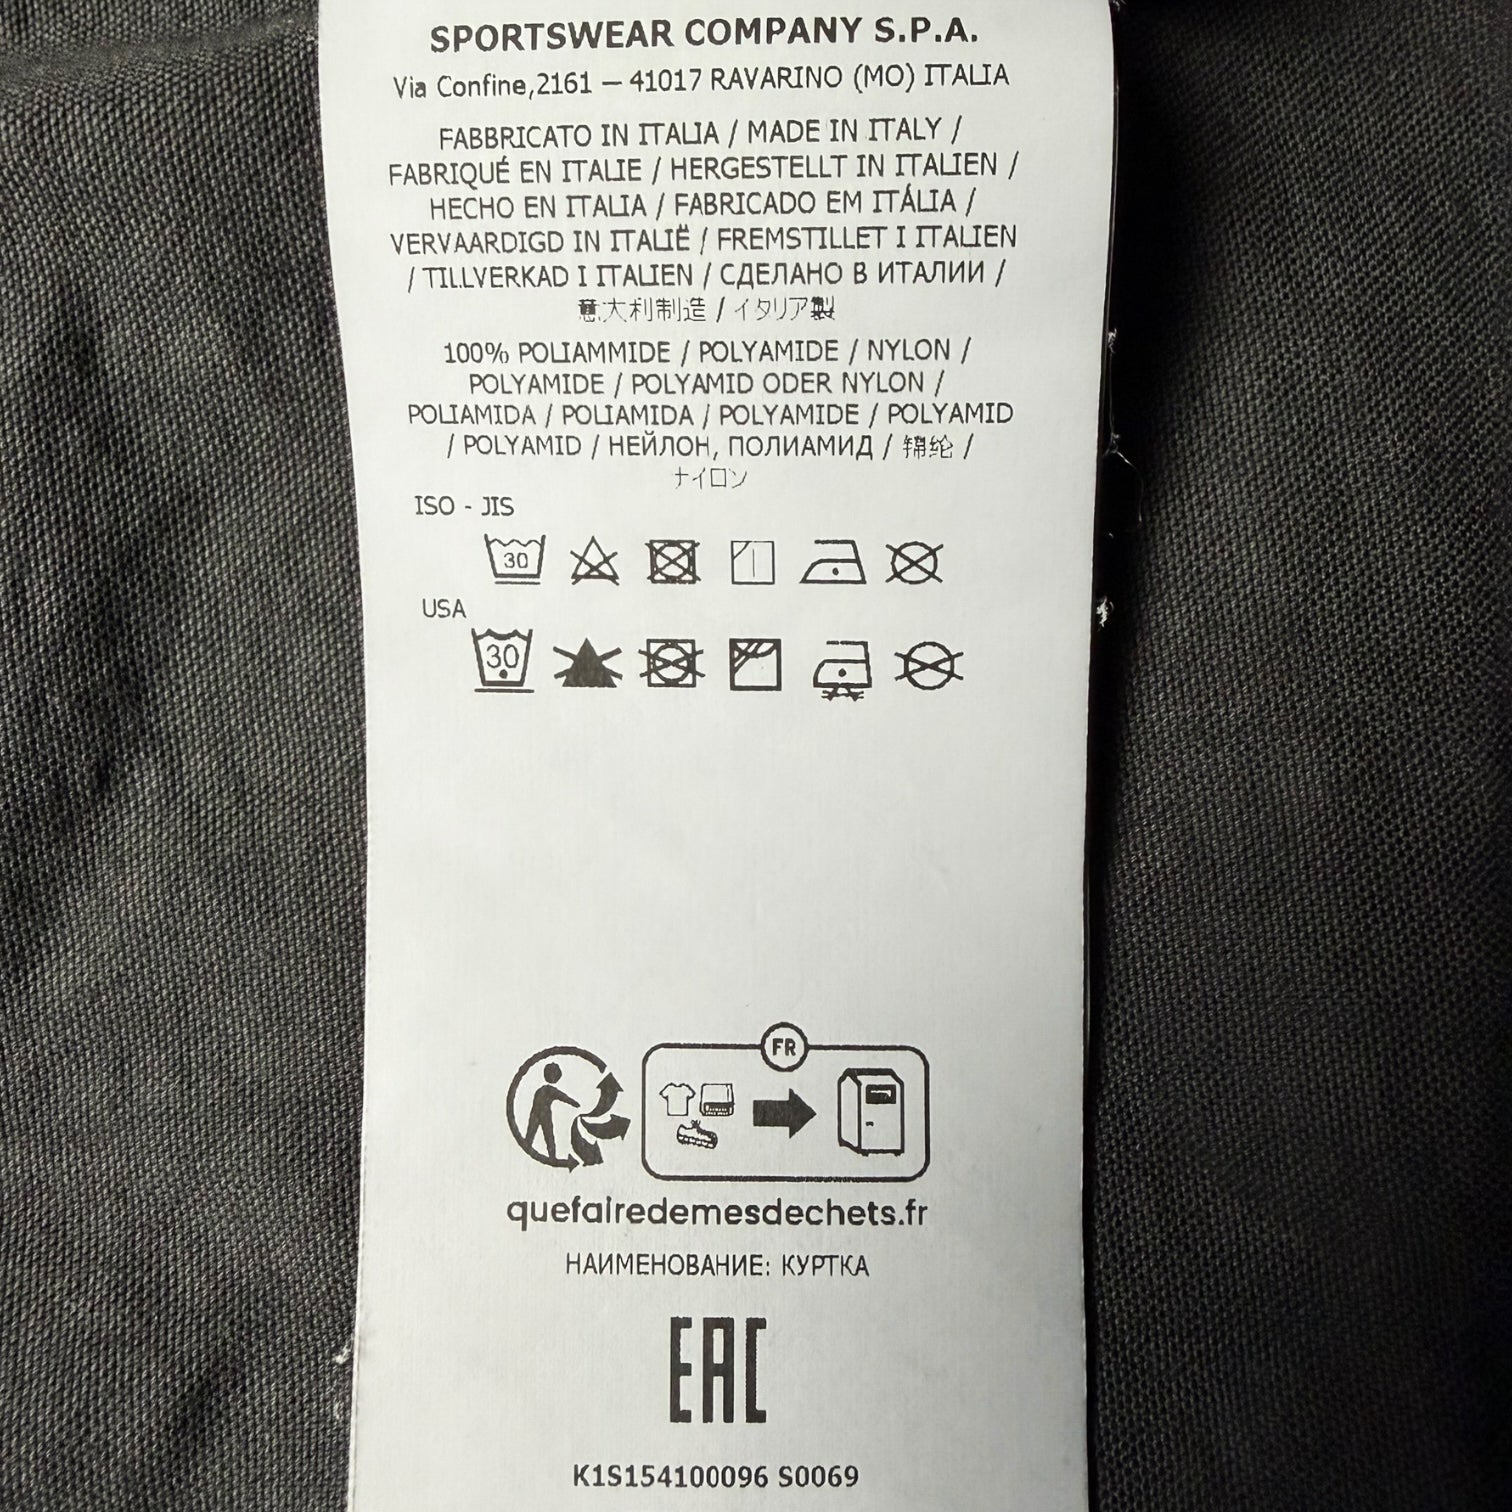 SPORTSWEAR COMPANY S.P.A.
Via Confine,2161 – 41017 RAVARINO (MO) ITALIA
FABBRICATO IN ITALIA / MADE IN ITALY /
FABRIQUÉ EN ITALIE / HERGESTELLT IN ITALIEN /
HECHO EN ITALIA / FABRICADO EM ITÁLIA /
VERVAARDIGD IN ITALIË / FREMSTILLET I ITALIEN
/ TILLVERKAD I ITALIEN / СДЕЛАНО В ИТАЛИИ /
意大利制造 / イタリア製
100% POLIAMMIDE / POLYAMIDE / NYLON /
POLYAMIDE / POLYAMID ODER NYLON /
POLIAMIDA / POLIAMIDA / POLYAMIDE / POLYAMID
/ POLYAMID / НЕЙЛОН, ПОЛИАМИД / 锦纶 /
ナイロン
ISO - JIS
30
USA
30
FR
quefairedemesdechets.fr
НАИМЕНОВАНИЕ: КУРТКА
EAC
K1S154100096 S0069